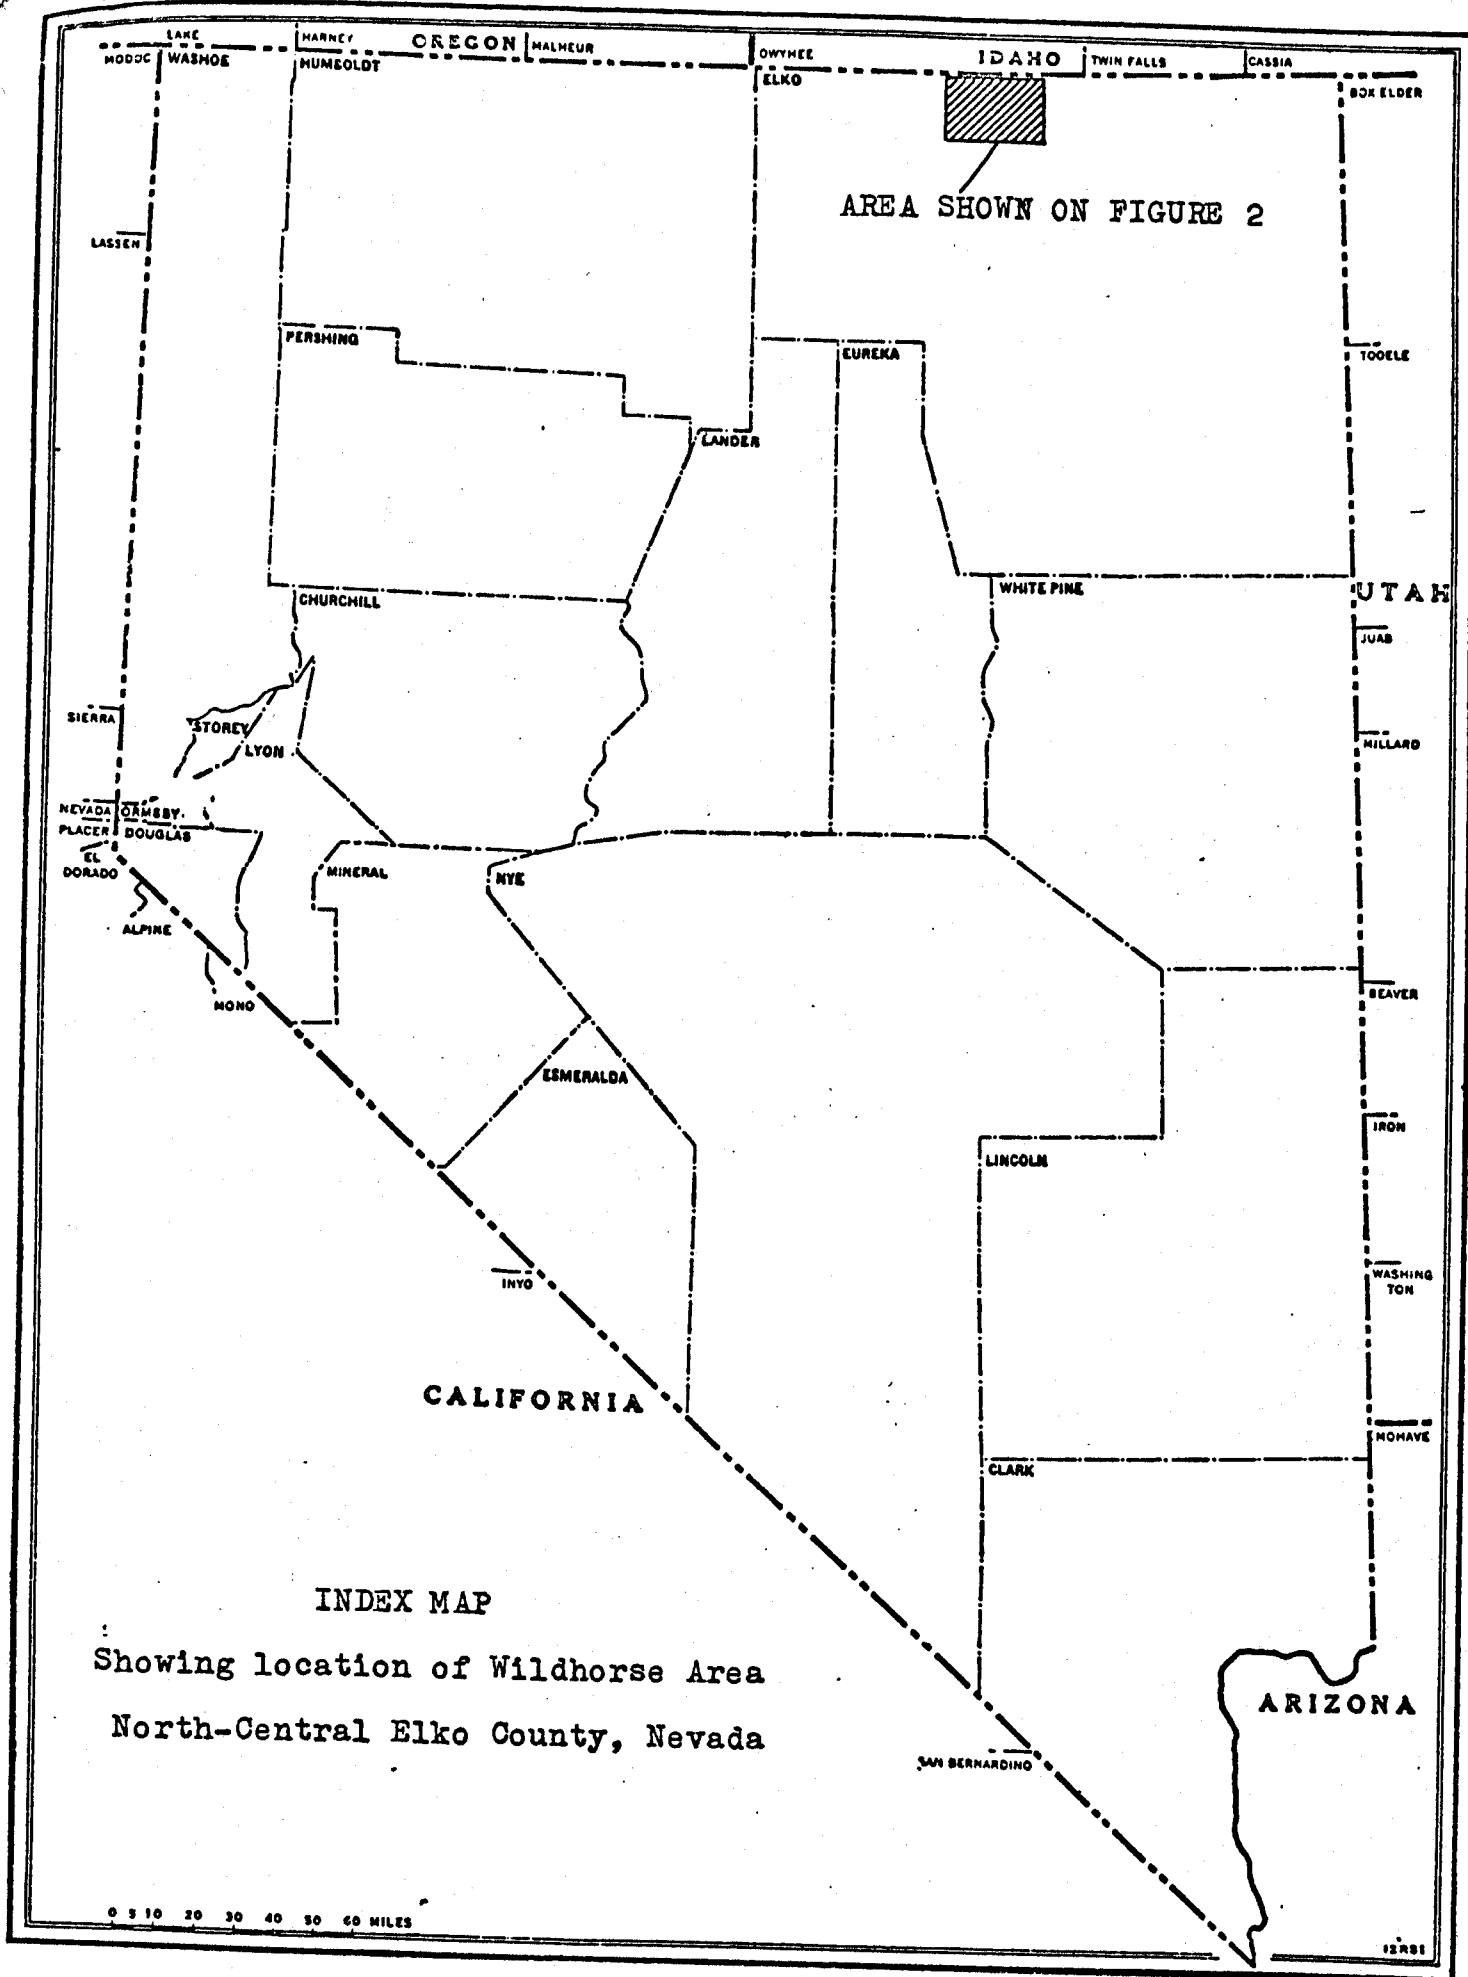 LAKE
HARNEY
OREGON
MALHEUR
OWYHEE
IDAHO
TWIN FALLS
CASSIA
MODOC
WASHOE
HUMBOLDT
ELKO
BOX ELDER
AREA SHOWN ON FIGURE 2
LASSEN
PERSHING
EUREKA
TOOELE
LANDER
CHURCHILL
WHITE PINE
UTAH
JUAB
SIERRA
STOREY
LYON
MILLARD
NEVADA
ORMSBY
PLACER
DOUGLAS
EL
DORADO
MINERAL
NYE
ALPINE
BEAVER
MONO
ESMERALDA
IRON
LINCOLN
INYO
WASHING
TON
CALIFORNIA
MOHAVE
CLARK
INDEX MAP
Showing location of Wildhorse Area
North-Central Elko County, Nevada
ARIZONA
SAN BERNARDINO
0 5 10 20 30 40 50 60 MILES